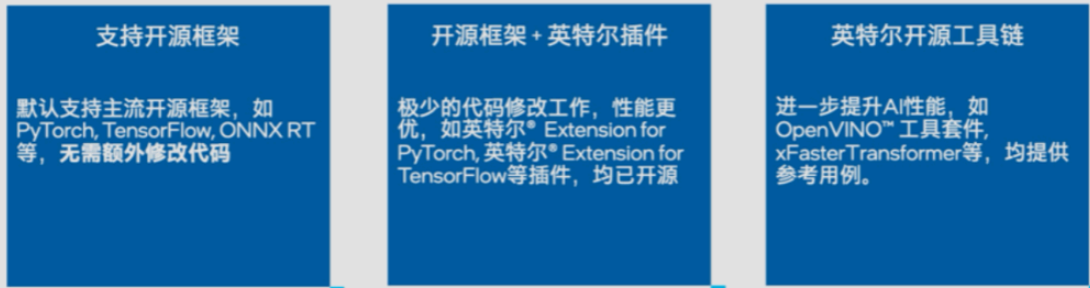 支持开源框架
默认支持主流开源框架，如
PyTorch, TensorFlow, ONNX RT
等，无需额外修改代码
开源框架 + 英特尔插件
极少的代码修改工作，性能更
优，如英特尔® Extension for
PyTorch, 英特尔® Extension for
TensorFlow等插件，均已开源
英特尔开源工具链
进一步提升AI性能，如
OpenVINO™ 工具套件,
xFasterTransformer等，均提供
参考用例。